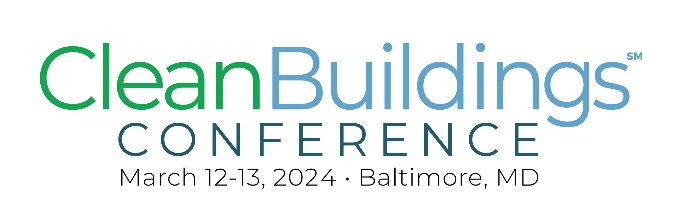 CleanBuildings℠
CONFERENCE
March 12-13, 2024 · Baltimore, MD